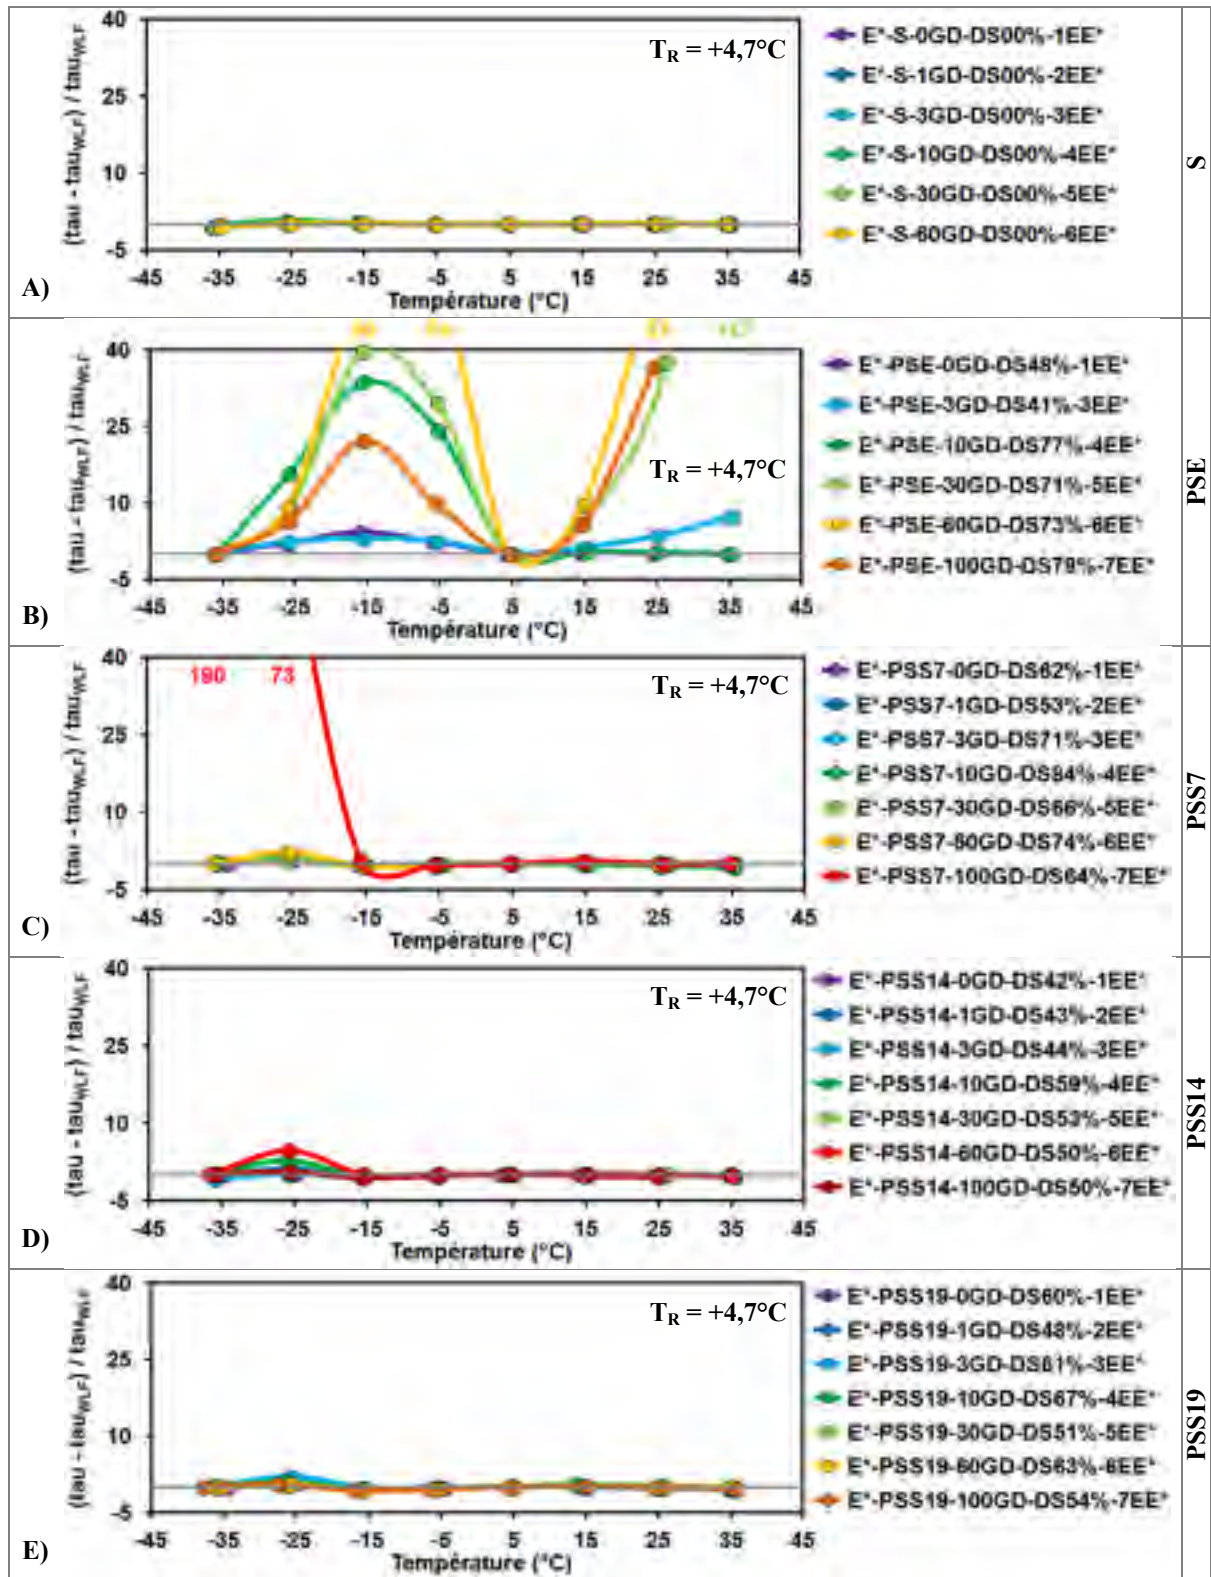 40
25
10
-5
(tau - tau_WLF) / tau_WLF
T_R = +4,7°C
-45 -35 -25 -15 -5 5 15 25 35 45
Température (°C)
A)
E*-S-0GD-DS00%-1EE*
E*-S-1GD-DS00%-2EE*
E*-S-3GD-DS00%-3EE*
E*-S-10GD-DS00%-4EE*
E*-S-30GD-DS00%-5EE*
E*-S-60GD-DS00%-6EE*
S
40
25
10
-5
(tau - tau_WLF) / tau_WLF
T_R = +4,7°C
-45 -35 -25 -15 -5 5 15 25 35 45
Température (°C)
B)
E*-PSE-0GD-DS48%-1EE*
E*-PSE-3GD-DS41%-3EE*
E*-PSE-10GD-DS77%-4EE*
E*-PSE-30GD-DS71%-5EE*
E*-PSE-60GD-DS73%-6EE*
E*-PSE-100GD-DS79%-7EE*
PSE
40
25
10
-5
(tau - tau_WLF) / tau_WLF
190 73
T_R = +4,7°C
-45 -35 -25 -15 -5 5 15 25 35 45
Température (°C)
C)
E*-PSS7-0GD-DS62%-1EE*
E*-PSS7-1GD-DS53%-2EE*
E*-PSS7-3GD-DS71%-3EE*
E*-PSS7-10GD-DS84%-4EE*
E*-PSS7-30GD-DS66%-5EE*
E*-PSS7-60GD-DS74%-6EE*
E*-PSS7-100GD-DS64%-7EE*
PSS7
40
25
10
-5
(tau - tau_WLF) / tau_WLF
T_R = +4,7°C
-45 -35 -25 -15 -5 5 15 25 35 45
Température (°C)
D)
E*-PSS14-0GD-DS42%-1EE*
E*-PSS14-1GD-DS43%-2EE*
E*-PSS14-3GD-DS44%-3EE*
E*-PSS14-10GD-DS59%-4EE*
E*-PSS14-30GD-DS53%-5EE*
E*-PSS14-60GD-DS50%-6EE*
E*-PSS14-100GD-DS50%-7EE*
PSS14
40
25
10
-5
(tau - tau_WLF) / tau_WLF
T_R = +4,7°C
-45 -35 -25 -15 -5 5 15 25 35 45
Température (°C)
E)
E*-PSS19-0GD-DS60%-1EE*
E*-PSS19-1GD-DS48%-2EE*
E*-PSS19-3GD-DS61%-3EE*
E*-PSS19-10GD-DS67%-4EE*
E*-PSS19-30GD-DS51%-5EE*
E*-PSS19-60GD-DS63%-6EE*
E*-PSS19-100GD-DS54%-7EE*
PSS19